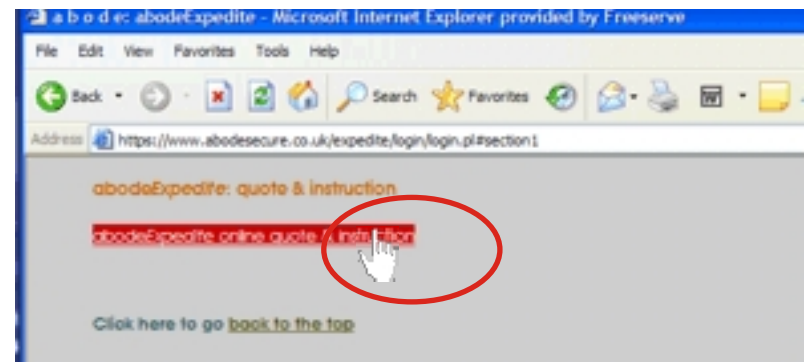 a b o d e: abodeExpedite - Microsoft Internet Explorer provided by Freeserve
File Edit View Favorites Tools Help
Back Search Favorites
Address https://www.abodesecure.co.uk/expedite/login/login.pl#section1
abodeExpedite: quote & instruction
abodeExpedite online quote & instruction
Click here to go back to the top